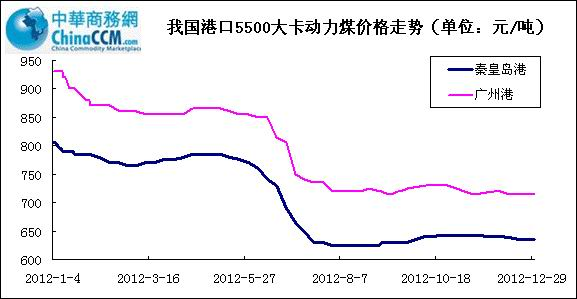 中華商務網
ChinaCCM.com
China Commodity Marketplace
我国港口5500大卡动力煤价格走势（单位：元/吨）
950
900
850
800
750
700
650
600
秦皇岛港
广州港
2012-1-4 2012-3-16 2012-5-27 2012-8-7 2012-10-18 2012-12-29